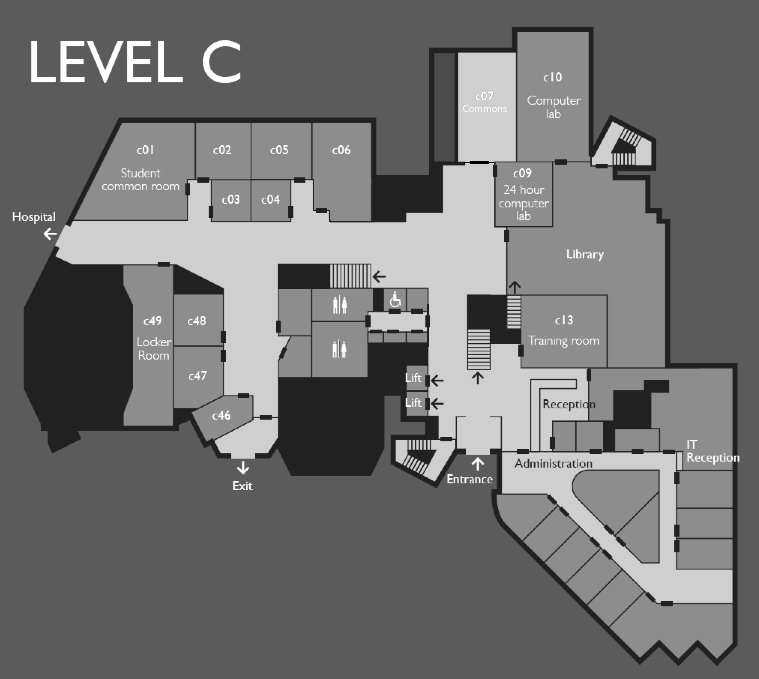 LEVEL C
c10
Computer
lab
c07
Commons
c01
Student
common room
c02
c05
c06
c09
24 hour
computer
lab
c03
c04
Hospital
Library
c49
Locker
Room
c48
c13
Training room
c47
Lift
Lift
c46
Reception
IT
Reception
Administration
Exit
Entrance